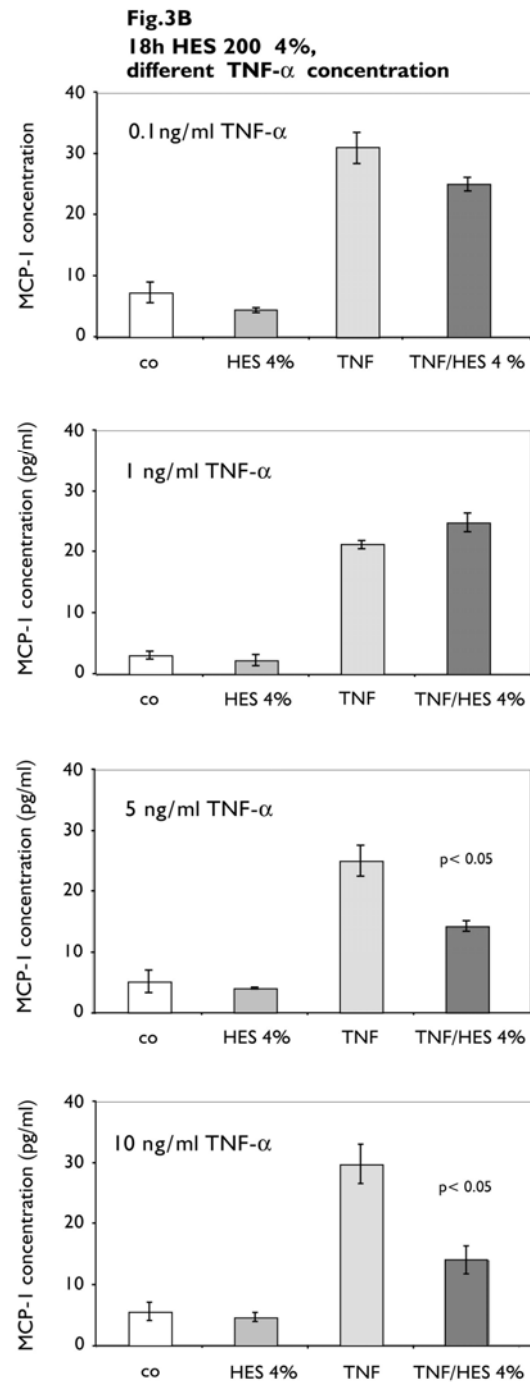 Fig.3B
18h HES 200 4%,
different TNF-α concentration
MCP-1 concentration
40
30
20
10
0
0.1ng/ml TNF-α
co HES 4% TNF TNF/HES 4 %
MCP-1 concentration (pg/ml)
40
30
20
10
0
1 ng/ml TNF-α
co HES 4% TNF TNF/HES 4%
MCP-1 concentration (pg/ml)
40
30
20
10
0
5 ng/ml TNF-α
p< 0.05
co HES 4% TNF TNF/HES 4%
MCP-1 concentration (pg/ml)
40
30
20
10
0
10 ng/ml TNF-α
p< 0.05
co HES 4% TNF TNF/HES 4%